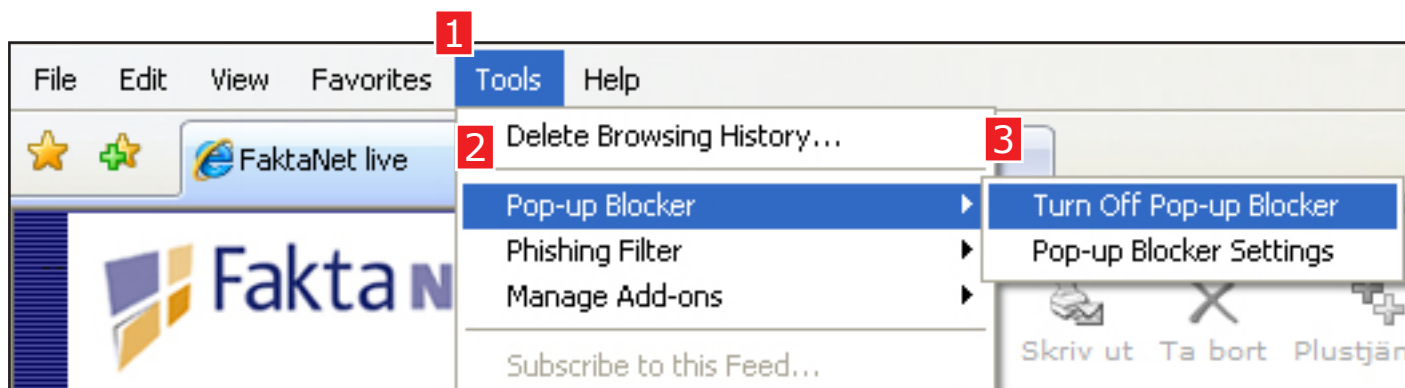 1
File Edit View Favorites Tools Help
2 Delete Browsing History... 3
FaktaNet live
Pop-up Blocker Turn Off Pop-up Blocker
Fakta
Phishing Filter Pop-up Blocker Settings
Manage Add-ons
Skriv ut Ta bort
Subscribe to this Feed...